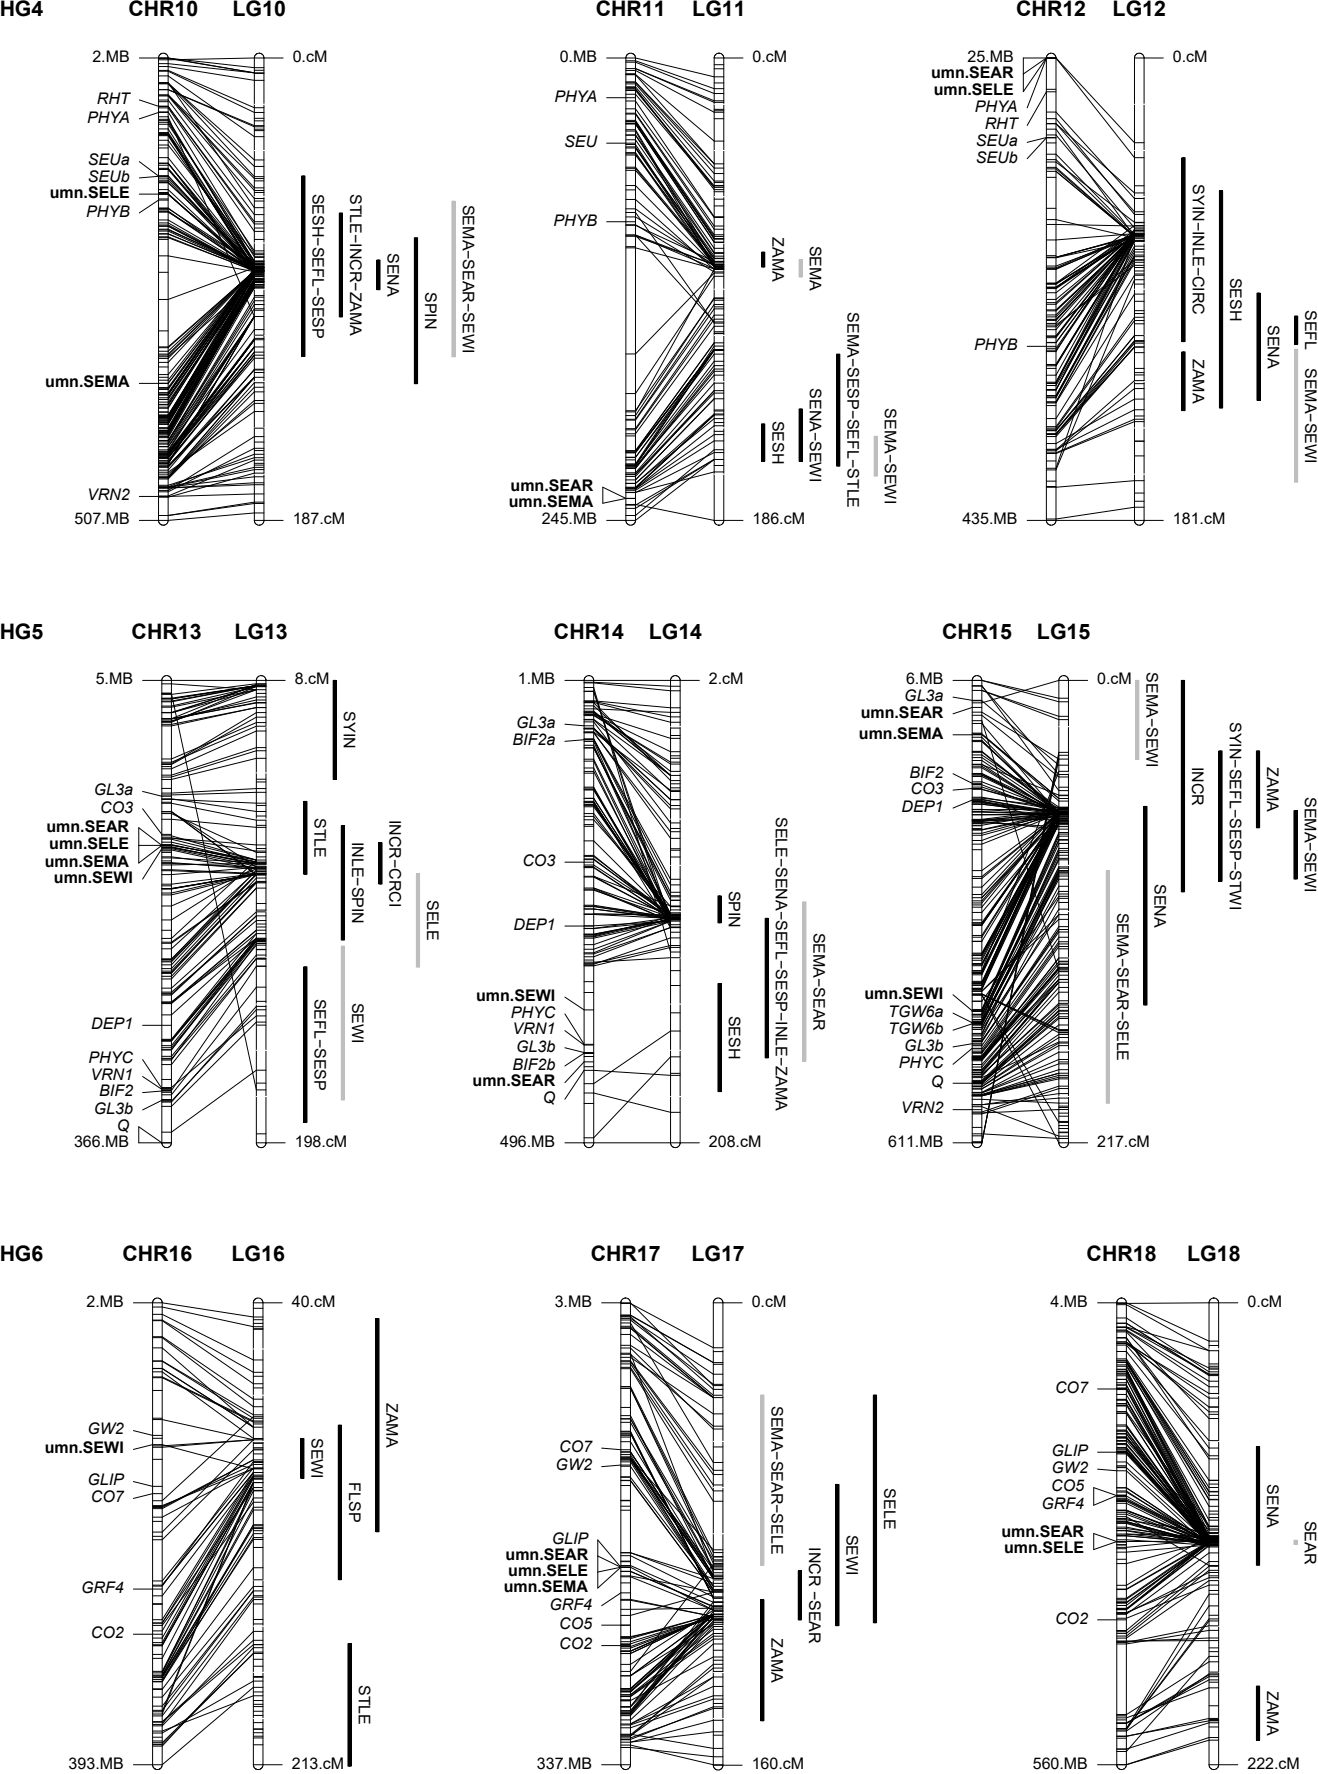 HG4
CHR10 LG10
2.MB 0.cM
RHT
PHYA
SEUa
SEUb
umn.SELE
PHYB
umn.SEMA
VRN2
507.MB 187.cM
SESH−SEFL−SESP
STLE−INCR−ZAMA
SENA
SPIN
SEMA−SEAR−SEWI
CHR11 LG11
0.MB 0.cM
PHYA
SEU
PHYB
umn.SEAR
umn.SEMA
245.MB 186.cM
ZAMA
SEMA
SESH
SENA−SEWI
SEMA−SESP−SEFL−STLE
SEMA−SEWI
CHR12 LG12
25.MB 0.cM
umn.SEAR
umn.SELE
PHYA
RHT
SEUa
SEUb
PHYB
435.MB 181.cM
SYIN−INLE−CIRC
ZAMA
SESH
SENA
SEFL
SEMA−SEWI
HG5
CHR13 LG13
5.MB 8.cM
GL3a
CO3
umn.SEAR
umn.SELE
umn.SEMA
umn.SEWI
DEP1
PHYC
VRN1
BIF2
GL3b
Q
366.MB 198.cM
SYIN
STLE
INLE−SPIN
INCR−CRCI
SELE
SEFL−SESP
SEWI
CHR14 LG14
1.MB 2.cM
GL3a
BIF2a
CO3
DEP1
umn.SEWI
PHYC
VRN1
GL3b
BIF2b
umn.SEAR
Q
496.MB 208.cM
SPIN
SESH
SELE−SENA−SEFL−SESP−INLE−ZAMA
SEMA−SEAR
CHR15 LG15
6.MB 0.cM
GL3a
umn.SEAR
umn.SEMA
BIF2
CO3
DEP1
umn.SEWI
TGW6a
TGW6b
GL3b
PHYC
Q
VRN2
611.MB 217.cM
SEMA−SEWI
INCR
SYIN−SEFL−SESP−STWI
ZAMA
SEMA−SEWI
SENA
SEMA−SEAR−SELE
HG6
CHR16 LG16
2.MB 40.cM
GW2
umn.SEWI
GLIP
CO7
GRF4
CO2
393.MB 213.cM
SEWI
FLSP
ZAMA
STLE
CHR17 LG17
3.MB 0.cM
CO7
GW2
GLIP
umn.SEAR
umn.SELE
umn.SEMA
GRF4
CO5
CO2
337.MB 160.cM
SEMA−SEAR−SELE
ZAMA
INCR −SEAR
SEWI
SELE
CHR18 LG18
4.MB 0.cM
CO7
GLIP
GW2
CO5
GRF4
umn.SEAR
umn.SELE
CO2
560.MB 222.cM
SENA
SEAR
ZAMA